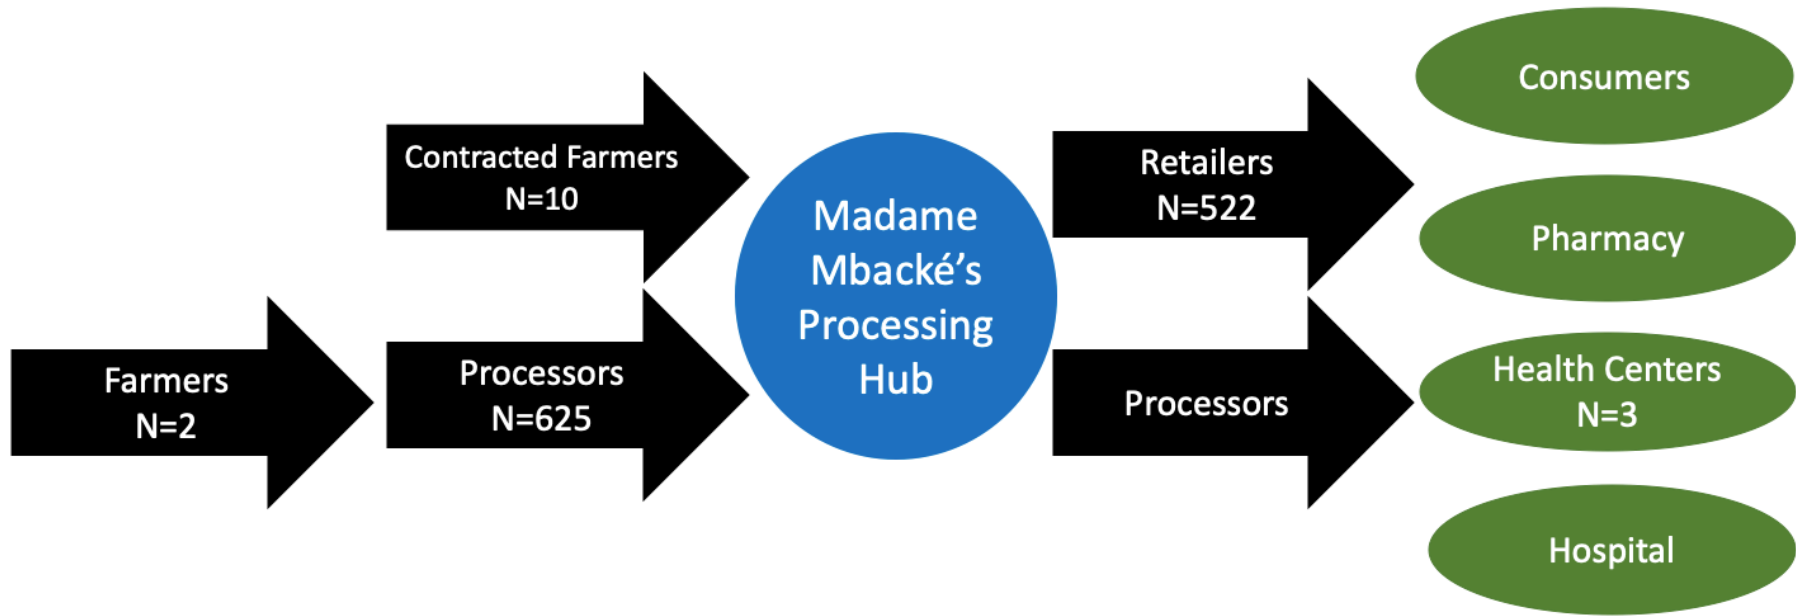 Farmers
N=2
Contracted Farmers
N=10
Processors
N=625
Madame
Mbacké’s
Processing
Hub
Retailers
N=522
Processors
Consumers
Pharmacy
Health Centers
N=3
Hospital